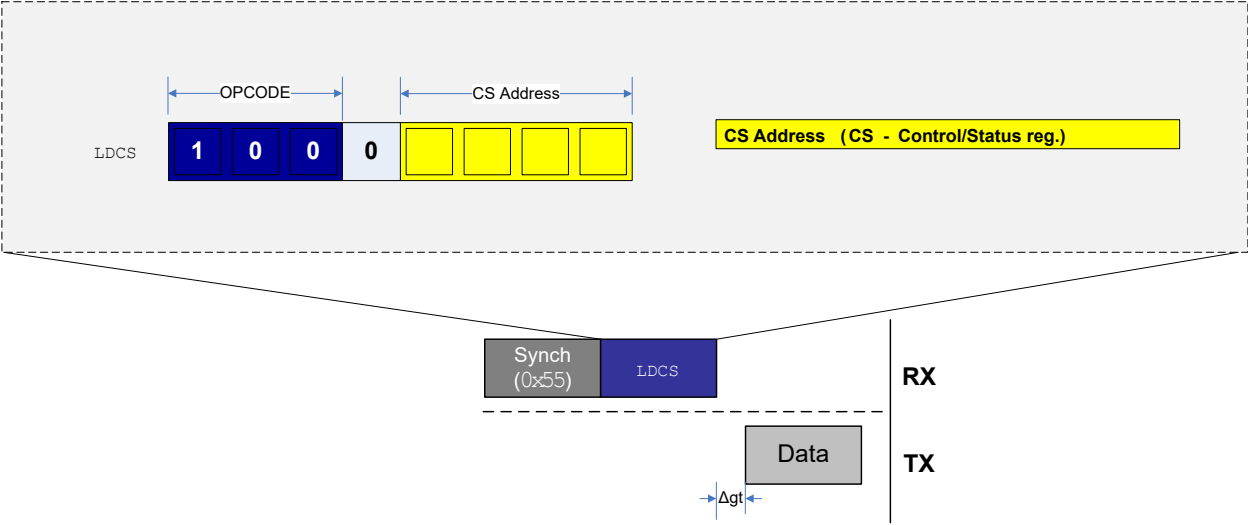 OPCODE
CS Address
LDCS
1 0 0 0
CS Address (CS - Control/Status reg.)
Synch
(0x55)
LDCS
RX
Data
TX
Δgt